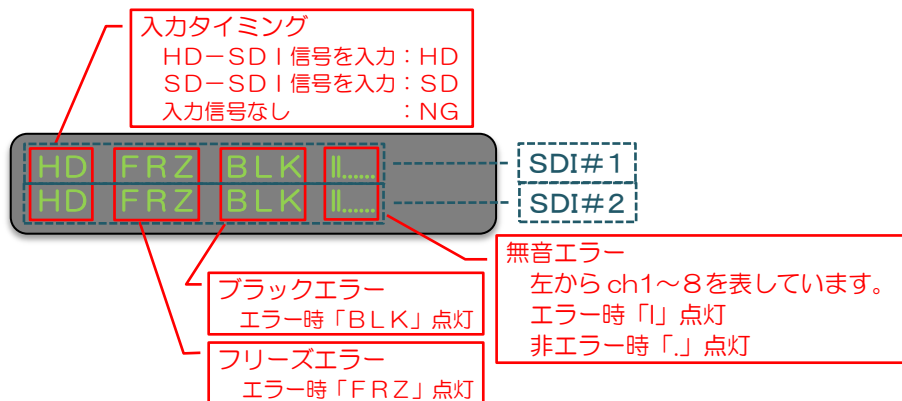 入力タイミング
HD－SDI信号を入力：HD
SD－SDI信号を入力：SD
入力信号なし　　　：NG
HD FRZ BLK ||......
SDI#1
HD FRZ BLK ||......
SDI#2
無音エラー
左から ch1～8を表しています。
エラー時「|」点灯
非エラー時「.」点灯
ブラックエラー
エラー時「BLK」点灯
フリーズエラー
エラー時「FRZ」点灯